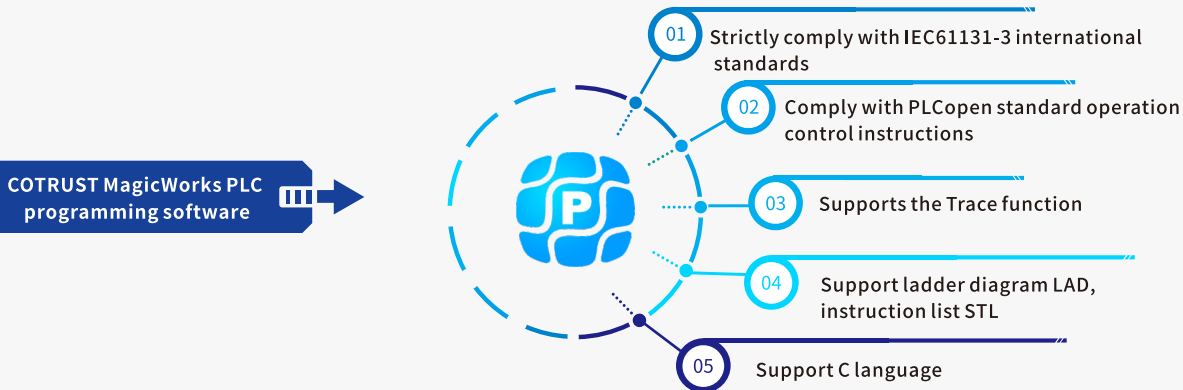 COTRUST MagicWorks PLC
programming software
P
01
Strictly comply with IEC61131-3 international
standards
02
Comply with PLCopen standard operation
control instructions
03
Supports the Trace function
04
Support ladder diagram LAD,
instruction list STL
05
Support C language